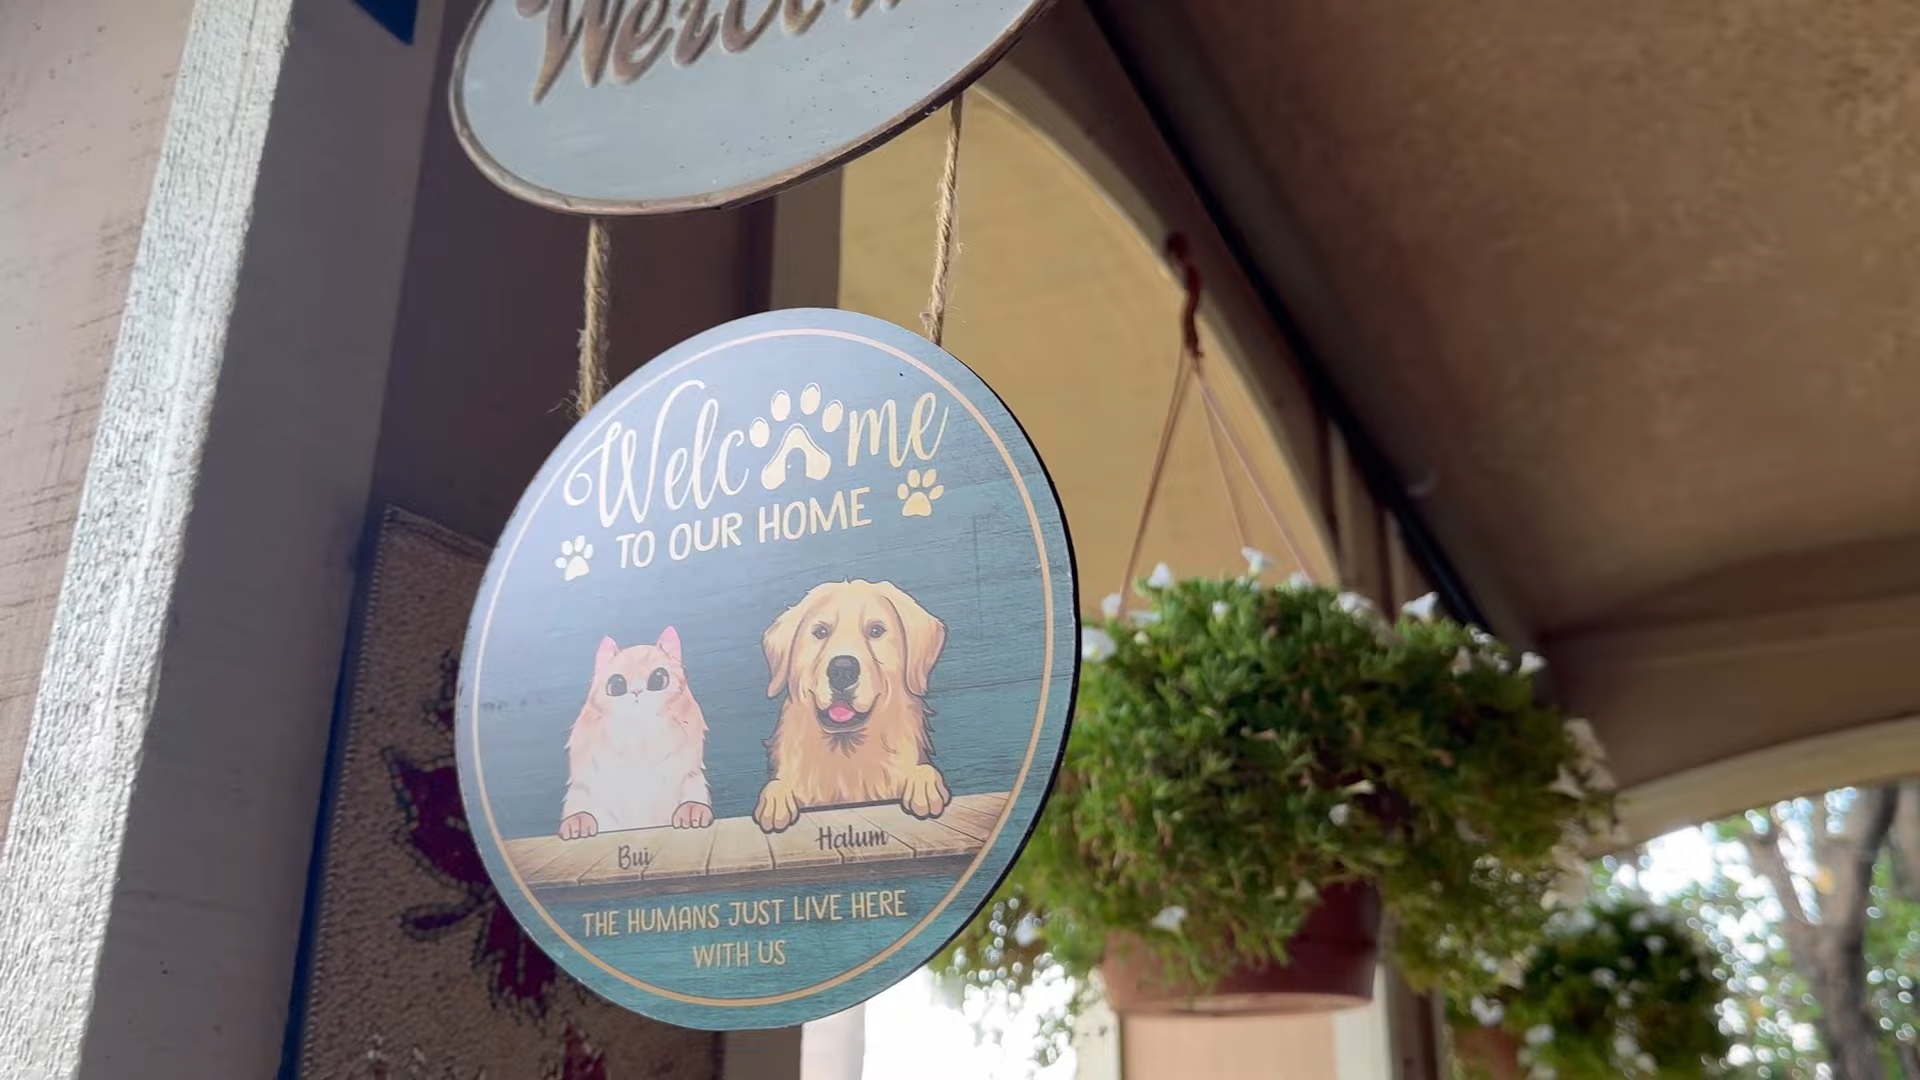 Welcome
Welcome
TO OUR HOME
Bui
Halum
THE HUMANS JUST LIVE HERE
WITH US